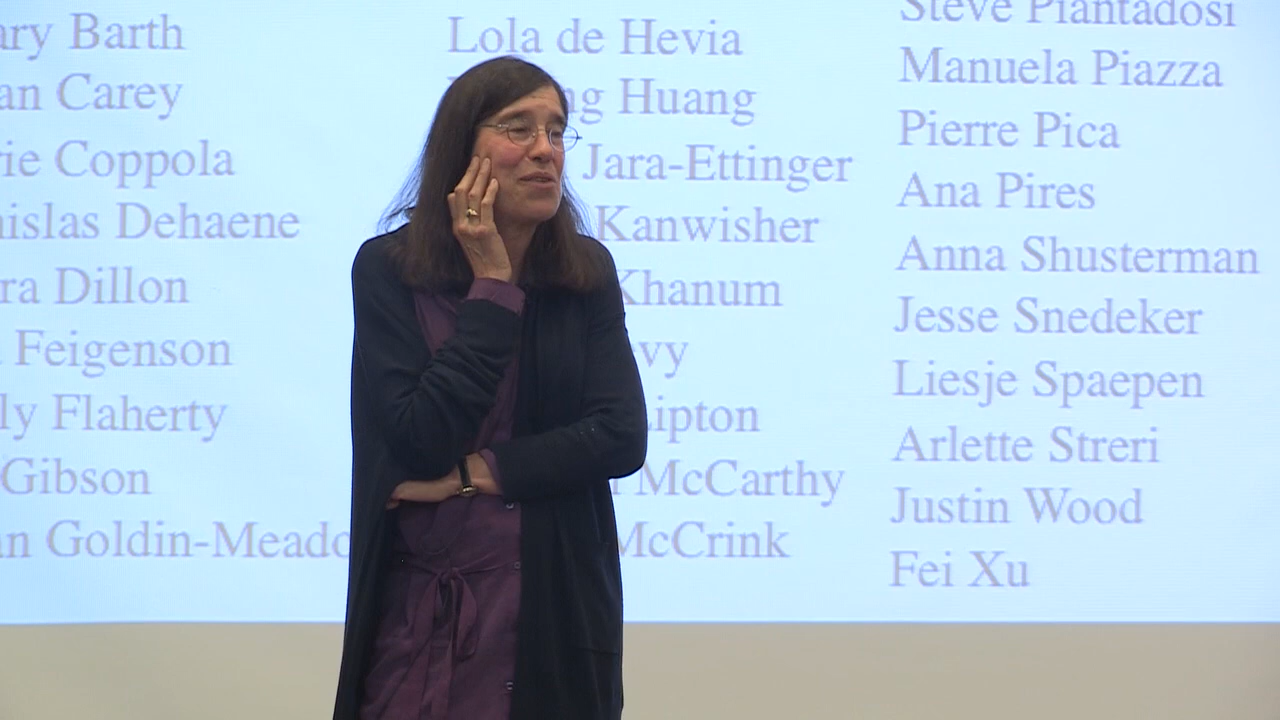 ary Barth
an Carey
rie Coppola
nislas Dehaene
ra Dillon
Feigenson
ly Flaherty
Gibson
an Goldin-Meado
Lola de Hevia
ng Huang
Jara-Ettinger
Kanwisher
Khanum
vy
Lipton
McCarthy
McCrink
Steve Piantadosi
Manuela Piazza
Pierre Pica
Ana Pires
Anna Shusterman
Jesse Snedeker
Liesje Spaepen
Arlette Streri
Justin Wood
Fei Xu